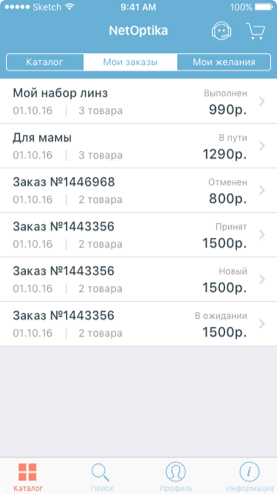 Sketch 9:41 AM 100%
NetOptika
Каталог Мои заказы Мои желания
Мой набор линз Выполнен
01.10.16 3 товара 990р.
Для мамы В пути
01.10.16 3 товара 1290р.
Заказ №1446968 Отменен
01.10.16 2 товара 800р.
Заказ №1443356 Принят
01.10.16 2 товара 1500р.
Заказ №1443356 Новый
01.10.16 2 товара 1500р.
Заказ №1443356 В ожидании
01.10.16 2 товара 1500р.
Каталог Поиск Профиль Информация